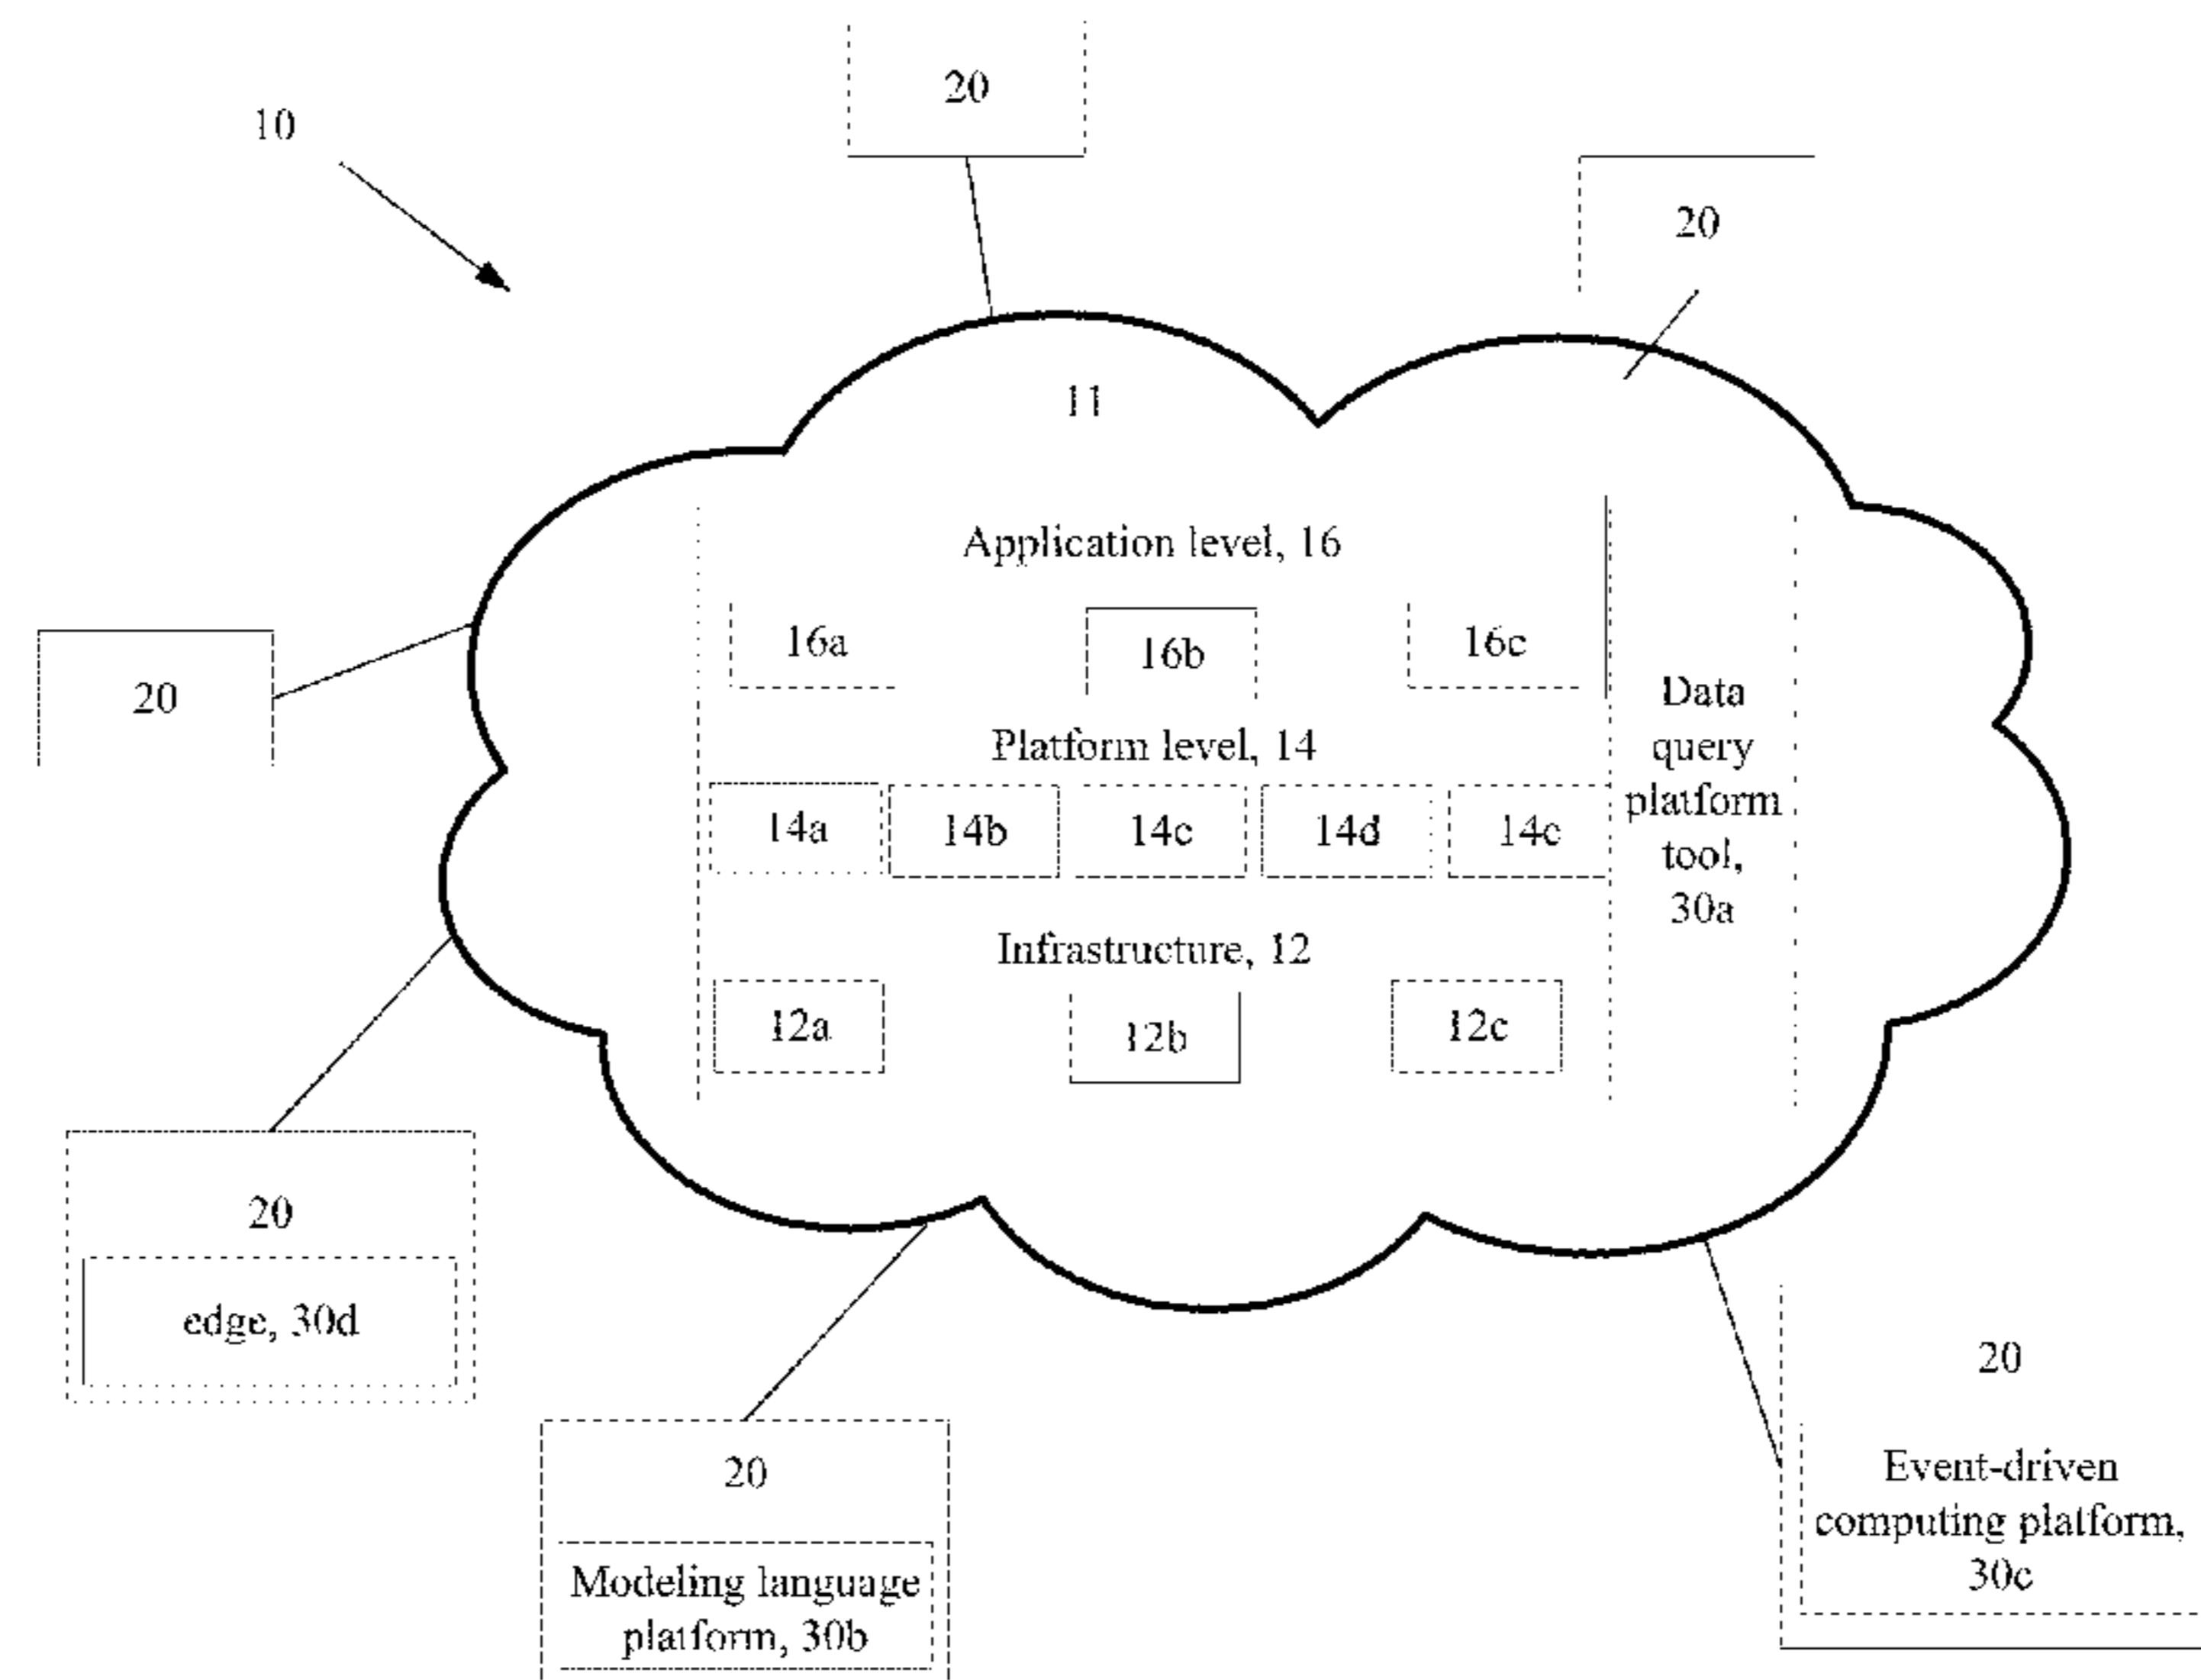 20
10
20
11
Application level, 16
16a
16b
16c
20
Data
query
platform
tool,
30a
Platform level, 14
14a
14b
14c
14d
14e
Infrastructure, 12
12a
12b
12c
20
edge, 30d
20
Modeling language
platform, 30b
20
Event-driven
computing platform,
30c